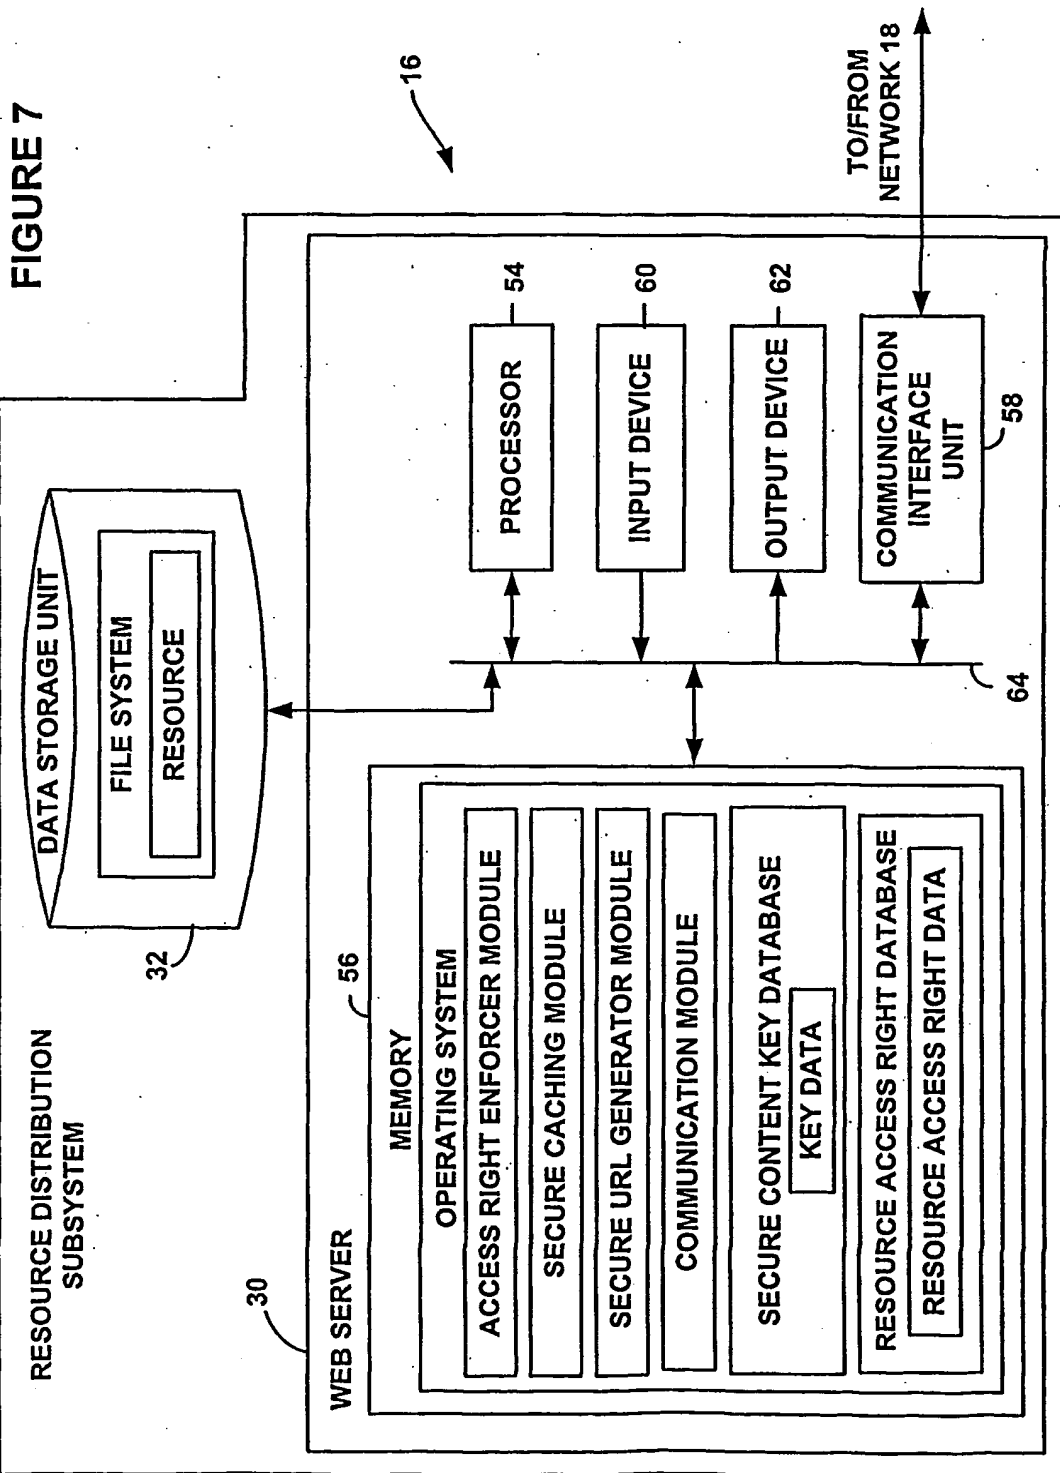 FIGURE 7
RESOURCE DISTRIBUTION
SUBSYSTEM
DATA STORAGE UNIT
FILE SYSTEM
RESOURCE
32
16
30
WEB SERVER
56
MEMORY
OPERATING SYSTEM
ACCESS RIGHT ENFORCER MODULE
SECURE CACHING MODULE
SECURE URL GENERATOR MODULE
COMMUNICATION MODULE
SECURE CONTENT KEY DATABASE
KEY DATA
RESOURCE ACCESS RIGHT DATABASE
RESOURCE ACCESS RIGHT DATA
PROCESSOR
54
INPUT DEVICE
60
OUTPUT DEVICE
62
COMMUNICATION
INTERFACE
UNIT
58
64
TO/FROM
NETWORK 18